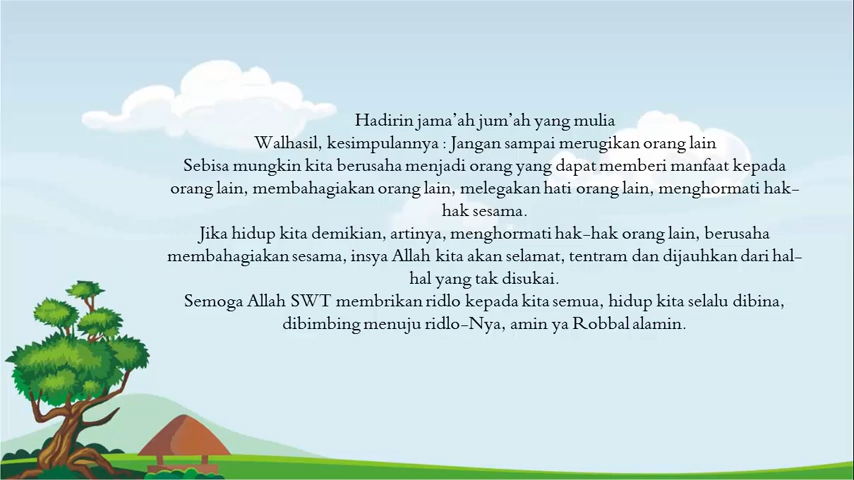 Hadirin jama’ah jum’ah yang mulia
Walhasil, kesimpulannya : Jangan sampai merugikan orang lain
Sebisa mungkin kita berusaha menjadi orang yang dapat memberi manfaat kepada
orang lain, membahagiakan orang lain, melegakan hati orang lain, menghormati hak-
hak sesama.
Jika hidup kita demikian, artinya, menghormati hak-hak orang lain, berusaha
membahagiakan sesama, insya Allah kita akan selamat, tentram dan dijauhkan dari hal-
hal yang tak disukai.
Semoga Allah SWT membrikan ridlo kepada kita semua, hidup kita selalu dibina,
dibimbing menuju ridlo-Nya, amin ya Robbal alamin.